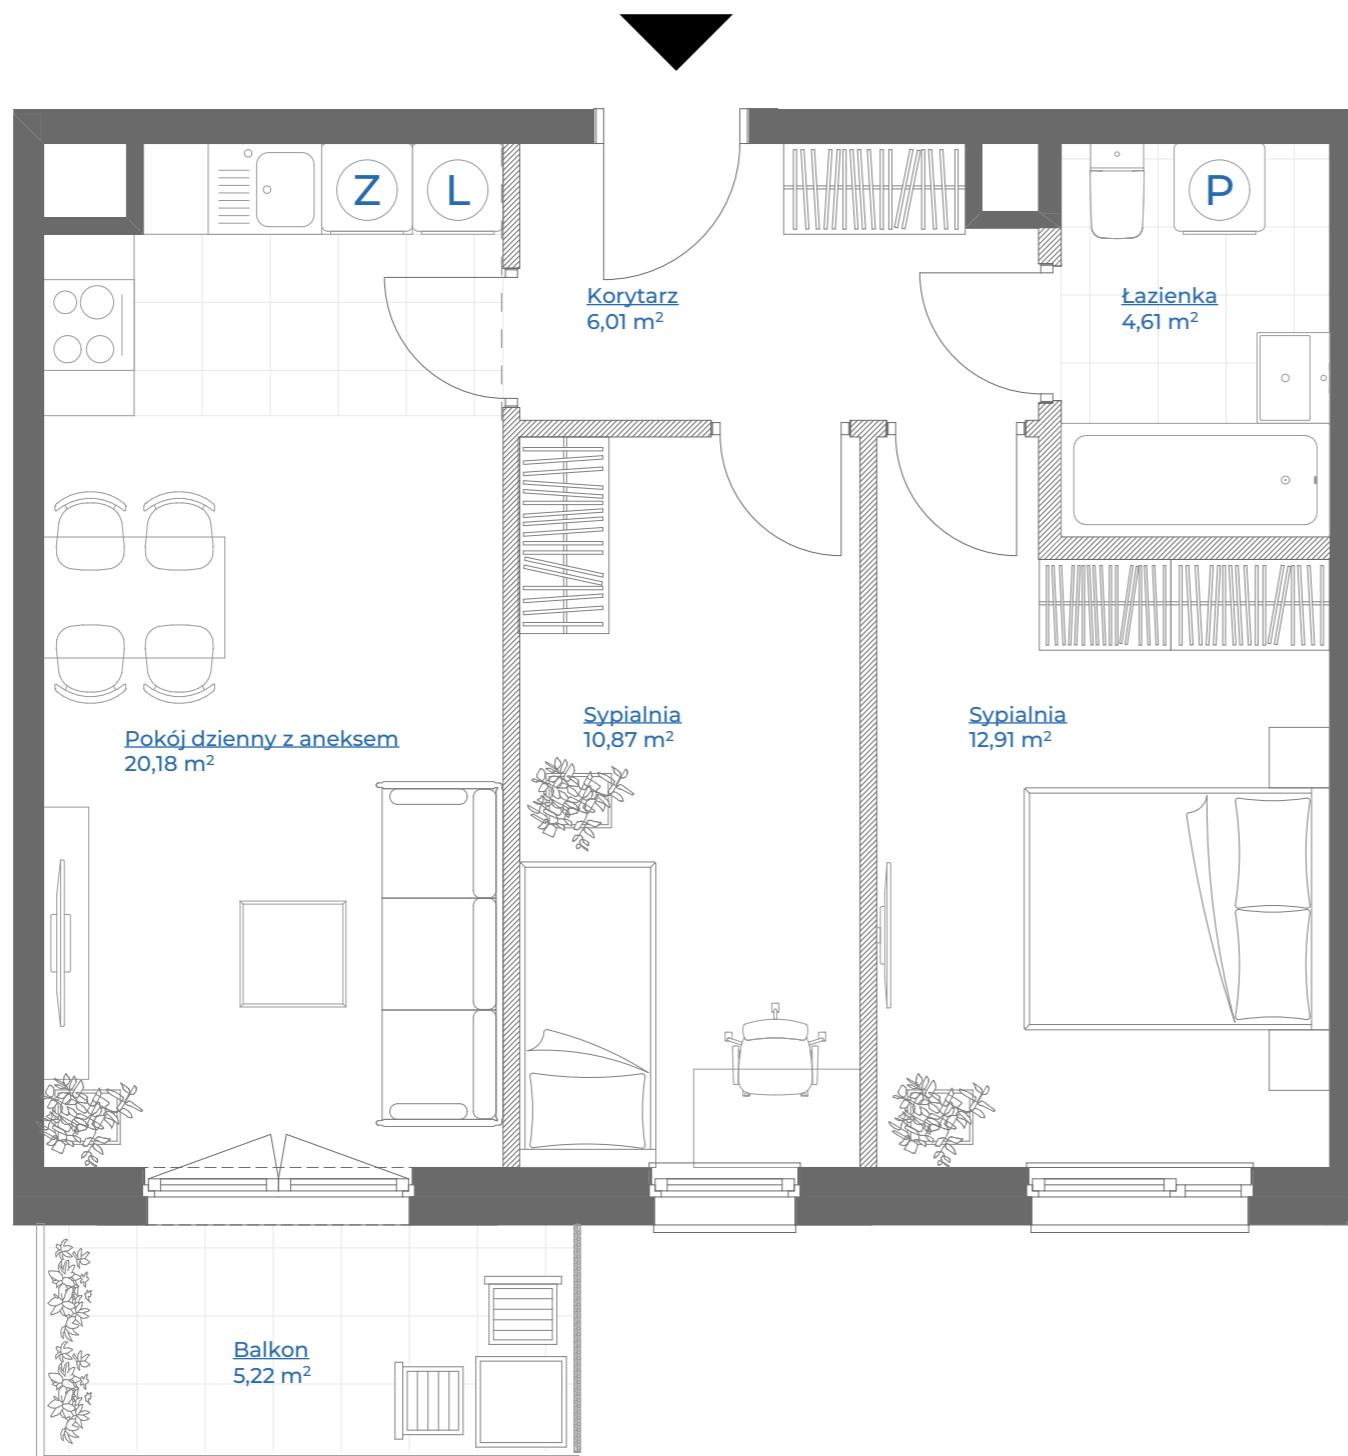 Z
L
P
Korytarz
6,01 m²
Łazienka
4,61 m²
Pokój dzienny z aneksem
20,18 m²
Sypialnia
10,87 m²
Sypialnia
12,91 m²
Balkon
5,22 m²